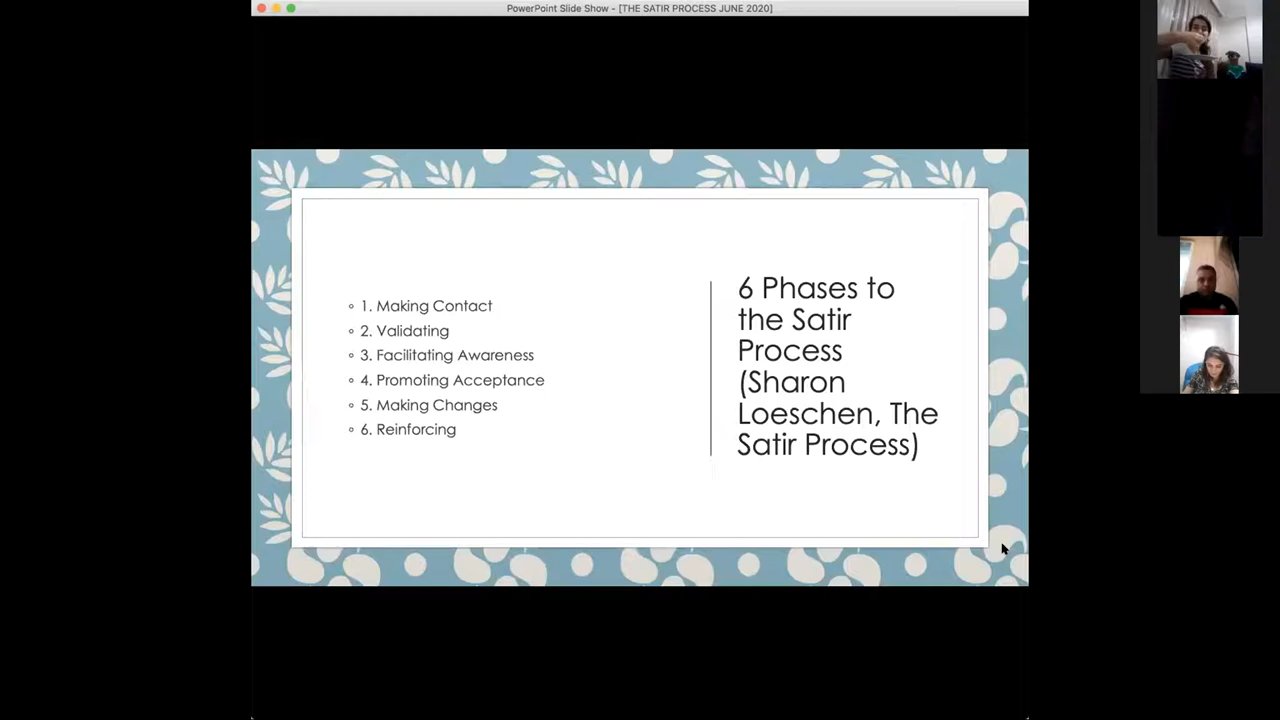 PowerPoint Slide Show - [THE SATIR PROCESS JUNE 2020]
1. Making Contact
2. Validating
3. Facilitating Awareness
4. Promoting Acceptance
5. Making Changes
6. Reinforcing
6 Phases to
the Satir
Process
(Sharon
Loeschen, The
Satir Process)